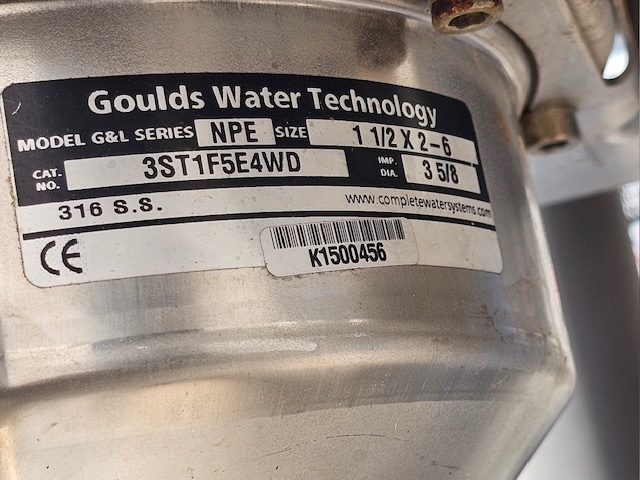 Goulds Water Technology
MODEL G&L SERIES NPE SIZE 1 1/2 X 2-6
CAT. NO. 3ST1F5E4WD IMP. DIA. 3 5/8
316 S.S. www.completewatersystems.com
CE K1500456